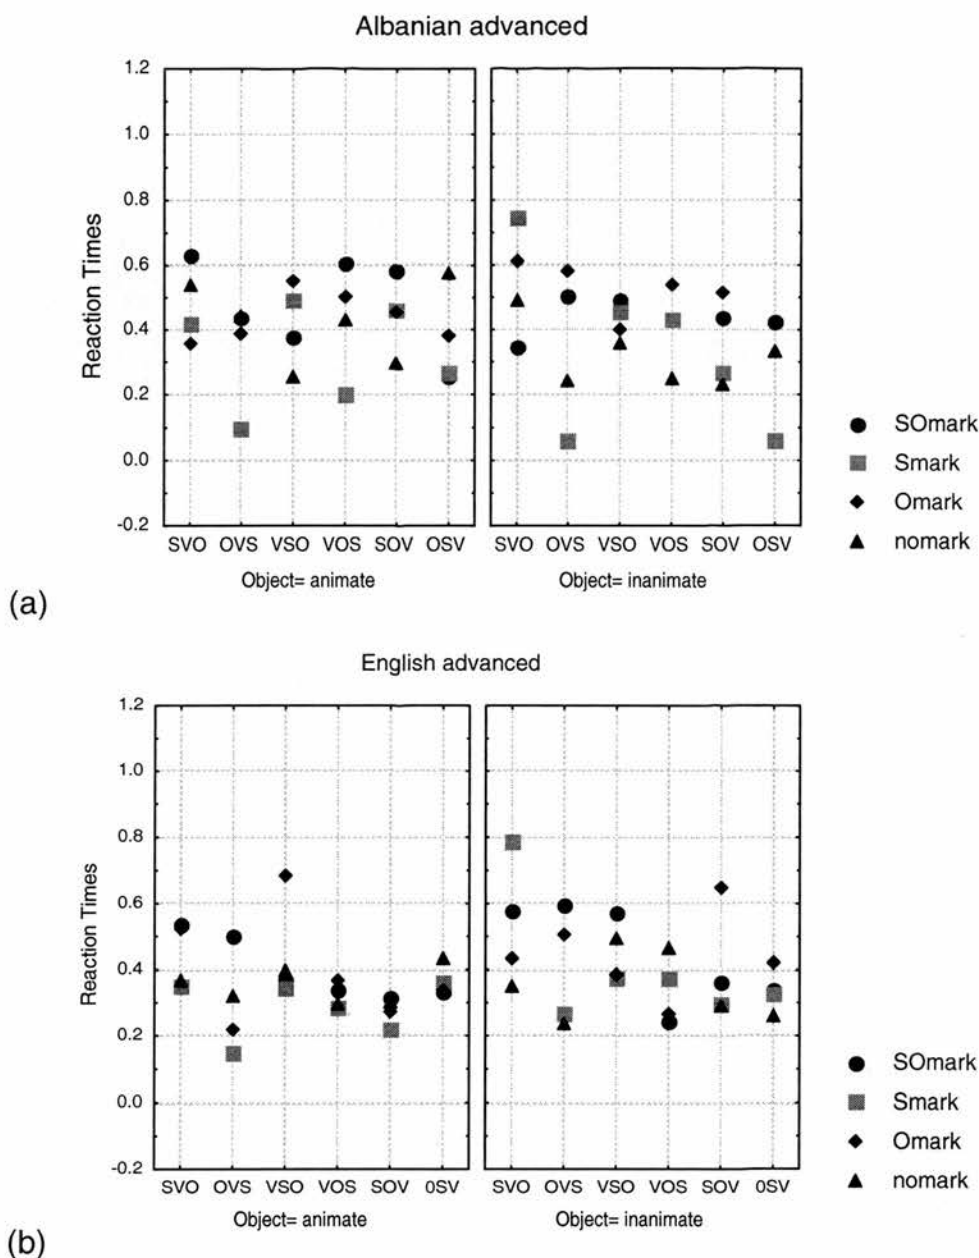 Albanian advanced
Reaction Times
1.2
1.0
0.8
0.6
0.4
0.2
0.0
-0.2
SVO OVS VSO VOS SOV OSV
SVO OVS VSO VOS SOV OSV
Object= animate
Object= inanimate
SOmark
Smark
Omark
nomark
(a)
English advanced
Reaction Times
1.2
1.0
0.8
0.6
0.4
0.2
0.0
-0.2
SVO OVS VSO VOS SOV 0SV
SVO OVS VSO VOS SOV OSV
Object= animate
Object= inanimate
SOmark
Smark
Omark
nomark
(b)